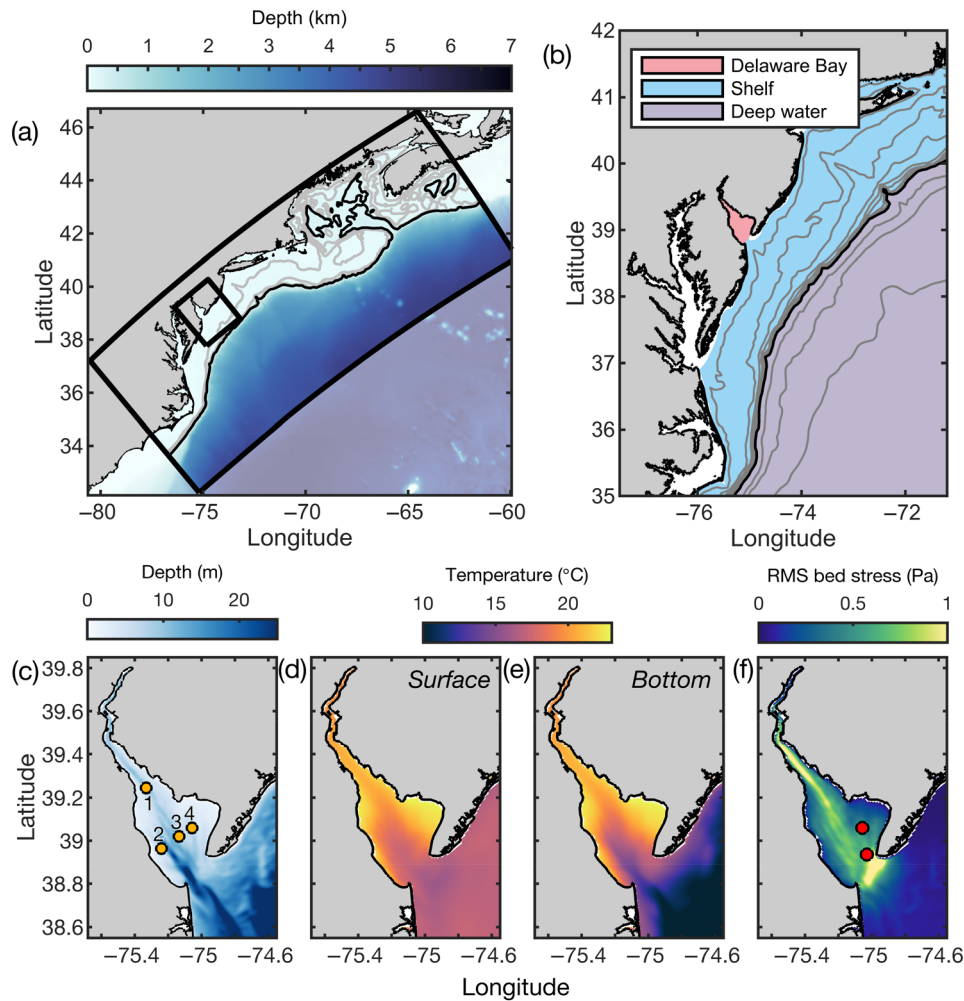 Depth (km)
0 1 2 3 4 5 6 7
(a)
46
44
42
40
38
36
34
Latitude
−80 −75 −70 −65 −60
Longitude
(b)
Delaware Bay
Shelf
Deep water
42
41
40
39
38
37
36
35
Latitude
−76 −74 −72
Longitude
Depth (m)
0 10 20
Temperature (°C)
10 15 20
RMS bed stress (Pa)
0 0.5 1
(c)
39.8
39.6
39.4
39.2
39
38.8
38.6
Latitude
1
2
3
4
−75.4 −75 −74.6
(d)
Surface
−75.4 −75 −74.6
(e)
Bottom
−75.4 −75 −74.6
(f)
−75.4 −75 −74.6
Longitude